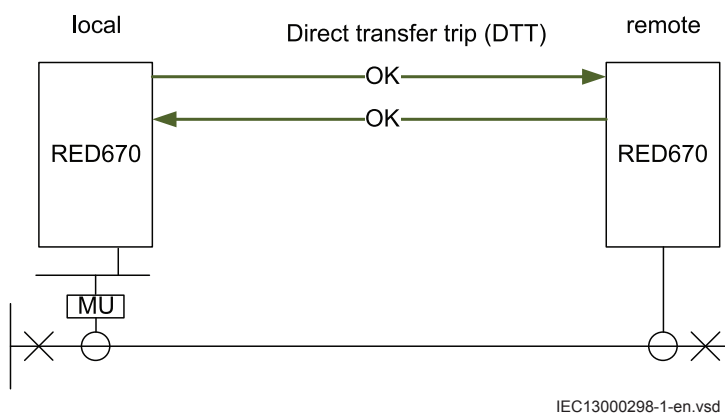 local
Direct transfer trip (DTT)
remote
OK
OK
RED670
RED670
MU
IEC13000298-1-en.vsd